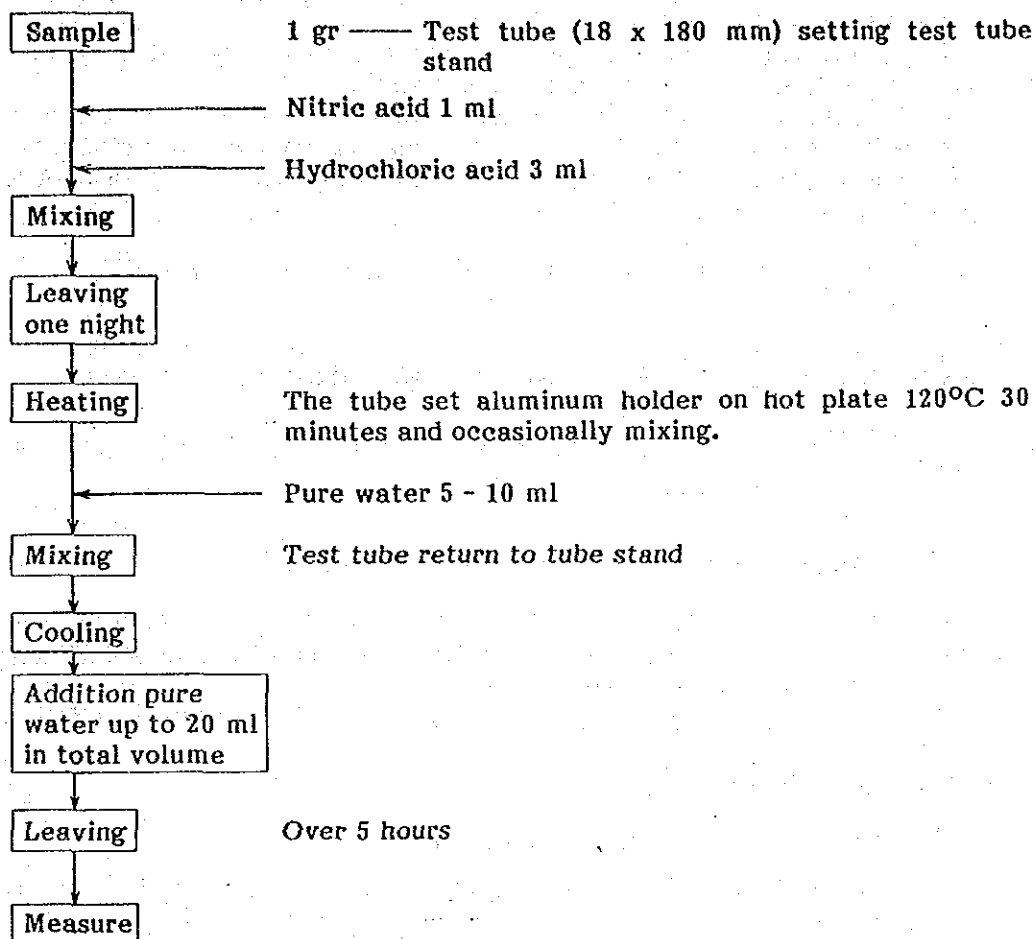 Sample
1 gr —— Test tube (18 x 180 mm) setting test tube
stand
Nitric acid 1 ml
Hydrochloric acid 3 ml
Mixing
Leaving
one night
Heating
The tube set aluminum holder on hot plate 120°C 30
minutes and occasionally mixing.
Pure water 5 - 10 ml
Mixing
Test tube return to tube stand
Cooling
Addition pure
water up to 20 ml
in total volume
Leaving
Over 5 hours
Measure